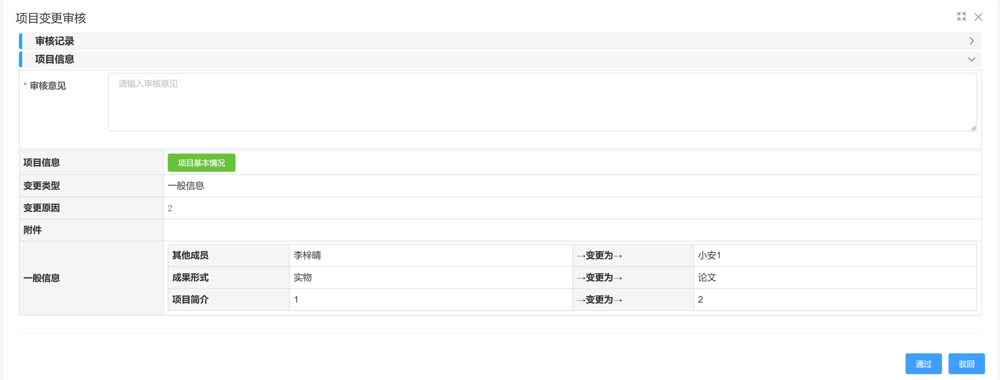 项目变更审核
审核记录
项目信息
* 审核意见
请输入审核意见
项目信息 项目基本情况
变更类型 一般信息
变更原因 2
附件
一般信息
其他成员 李梓晴 →变更为→ 小安1
成果形式 实物 →变更为→ 论文
项目简介 1 →变更为→ 2
通过 驳回